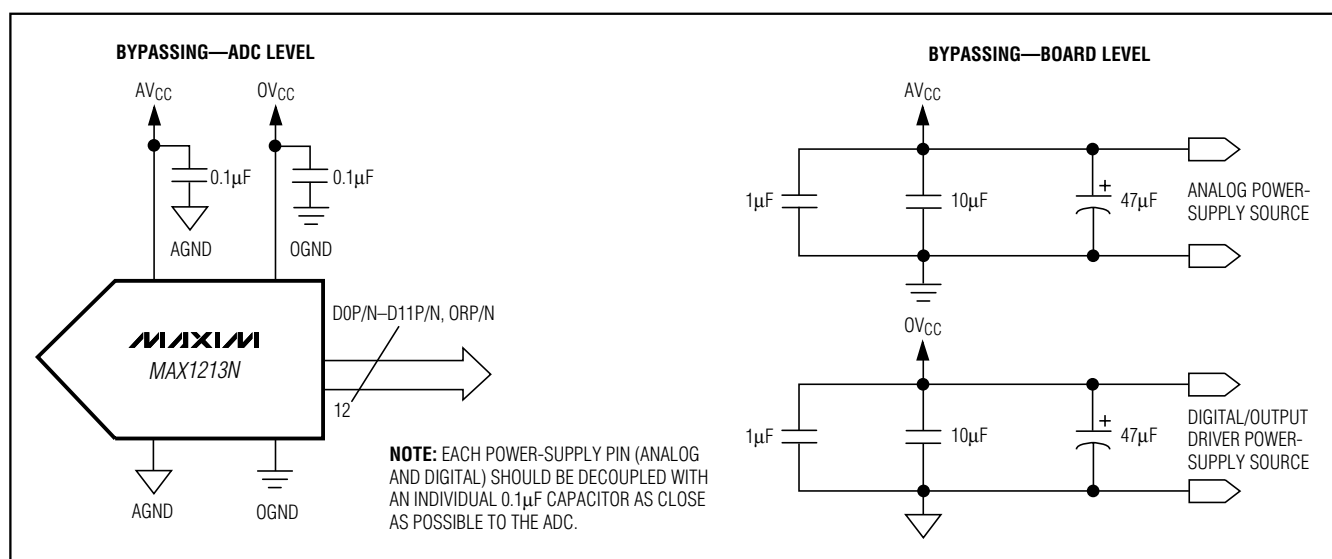 BYPASSING—ADC LEVEL
AVCC
OVCC
0.1μF
0.1μF
AGND
OGND
D0P/N–D11P/N, ORP/N
MAXIM
MAX1213N
12
AGND
OGND
NOTE: EACH POWER-SUPPLY PIN (ANALOG
AND DIGITAL) SHOULD BE DECOUPLED WITH
AN INDIVIDUAL 0.1μF CAPACITOR AS CLOSE
AS POSSIBLE TO THE ADC.
BYPASSING—BOARD LEVEL
AVCC
1μF
10μF
+
47μF
ANALOG POWER-
SUPPLY SOURCE
OVCC
1μF
10μF
+
47μF
DIGITAL/OUTPUT
DRIVER POWER-
SUPPLY SOURCE